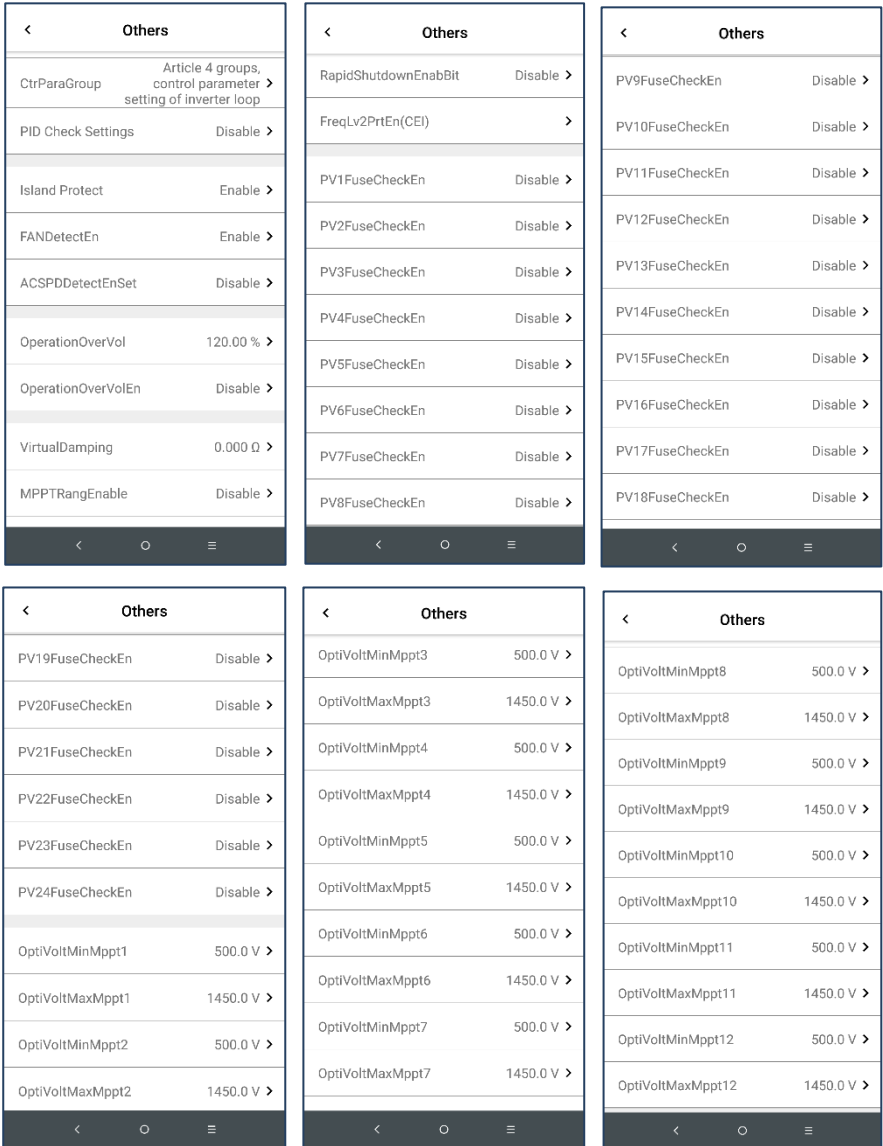 Others
CtrParaGroup
Article 4 groups,
control parameter
setting of inverter loop
PID Check Settings Disable
Island Protect Enable
FANDetectEn Enable
ACSPDDetectEnSet Disable
OperationOverVol 120.00 %
OperationOverVolEn Disable
VirtualDamping 0.000 Ω
MPPTRangEnable Disable
Others
RapidShutdownEnabBit Disable
FreqLv2PrtEn(CEI)
PV1FuseCheckEn Disable
PV2FuseCheckEn Disable
PV3FuseCheckEn Disable
PV4FuseCheckEn Disable
PV5FuseCheckEn Disable
PV6FuseCheckEn Disable
PV7FuseCheckEn Disable
PV8FuseCheckEn Disable
Others
PV9FuseCheckEn Disable
PV10FuseCheckEn Disable
PV11FuseCheckEn Disable
PV12FuseCheckEn Disable
PV13FuseCheckEn Disable
PV14FuseCheckEn Disable
PV15FuseCheckEn Disable
PV16FuseCheckEn Disable
PV17FuseCheckEn Disable
PV18FuseCheckEn Disable
Others
PV19FuseCheckEn Disable
PV20FuseCheckEn Disable
PV21FuseCheckEn Disable
PV22FuseCheckEn Disable
PV23FuseCheckEn Disable
PV24FuseCheckEn Disable
OptiVoltMinMppt1 500.0 V
OptiVoltMaxMppt1 1450.0 V
OptiVoltMinMppt2 500.0 V
OptiVoltMaxMppt2 1450.0 V
Others
OptiVoltMinMppt3 500.0 V
OptiVoltMaxMppt3 1450.0 V
OptiVoltMinMppt4 500.0 V
OptiVoltMaxMppt4 1450.0 V
OptiVoltMinMppt5 500.0 V
OptiVoltMaxMppt5 1450.0 V
OptiVoltMinMppt6 500.0 V
OptiVoltMaxMppt6 1450.0 V
OptiVoltMinMppt7 500.0 V
OptiVoltMaxMppt7 1450.0 V
Others
OptiVoltMinMppt8 500.0 V
OptiVoltMaxMppt8 1450.0 V
OptiVoltMinMppt9 500.0 V
OptiVoltMaxMppt9 1450.0 V
OptiVoltMinMppt10 500.0 V
OptiVoltMaxMppt10 1450.0 V
OptiVoltMinMppt11 500.0 V
OptiVoltMaxMppt11 1450.0 V
OptiVoltMinMppt12 500.0 V
OptiVoltMaxMppt12 1450.0 V